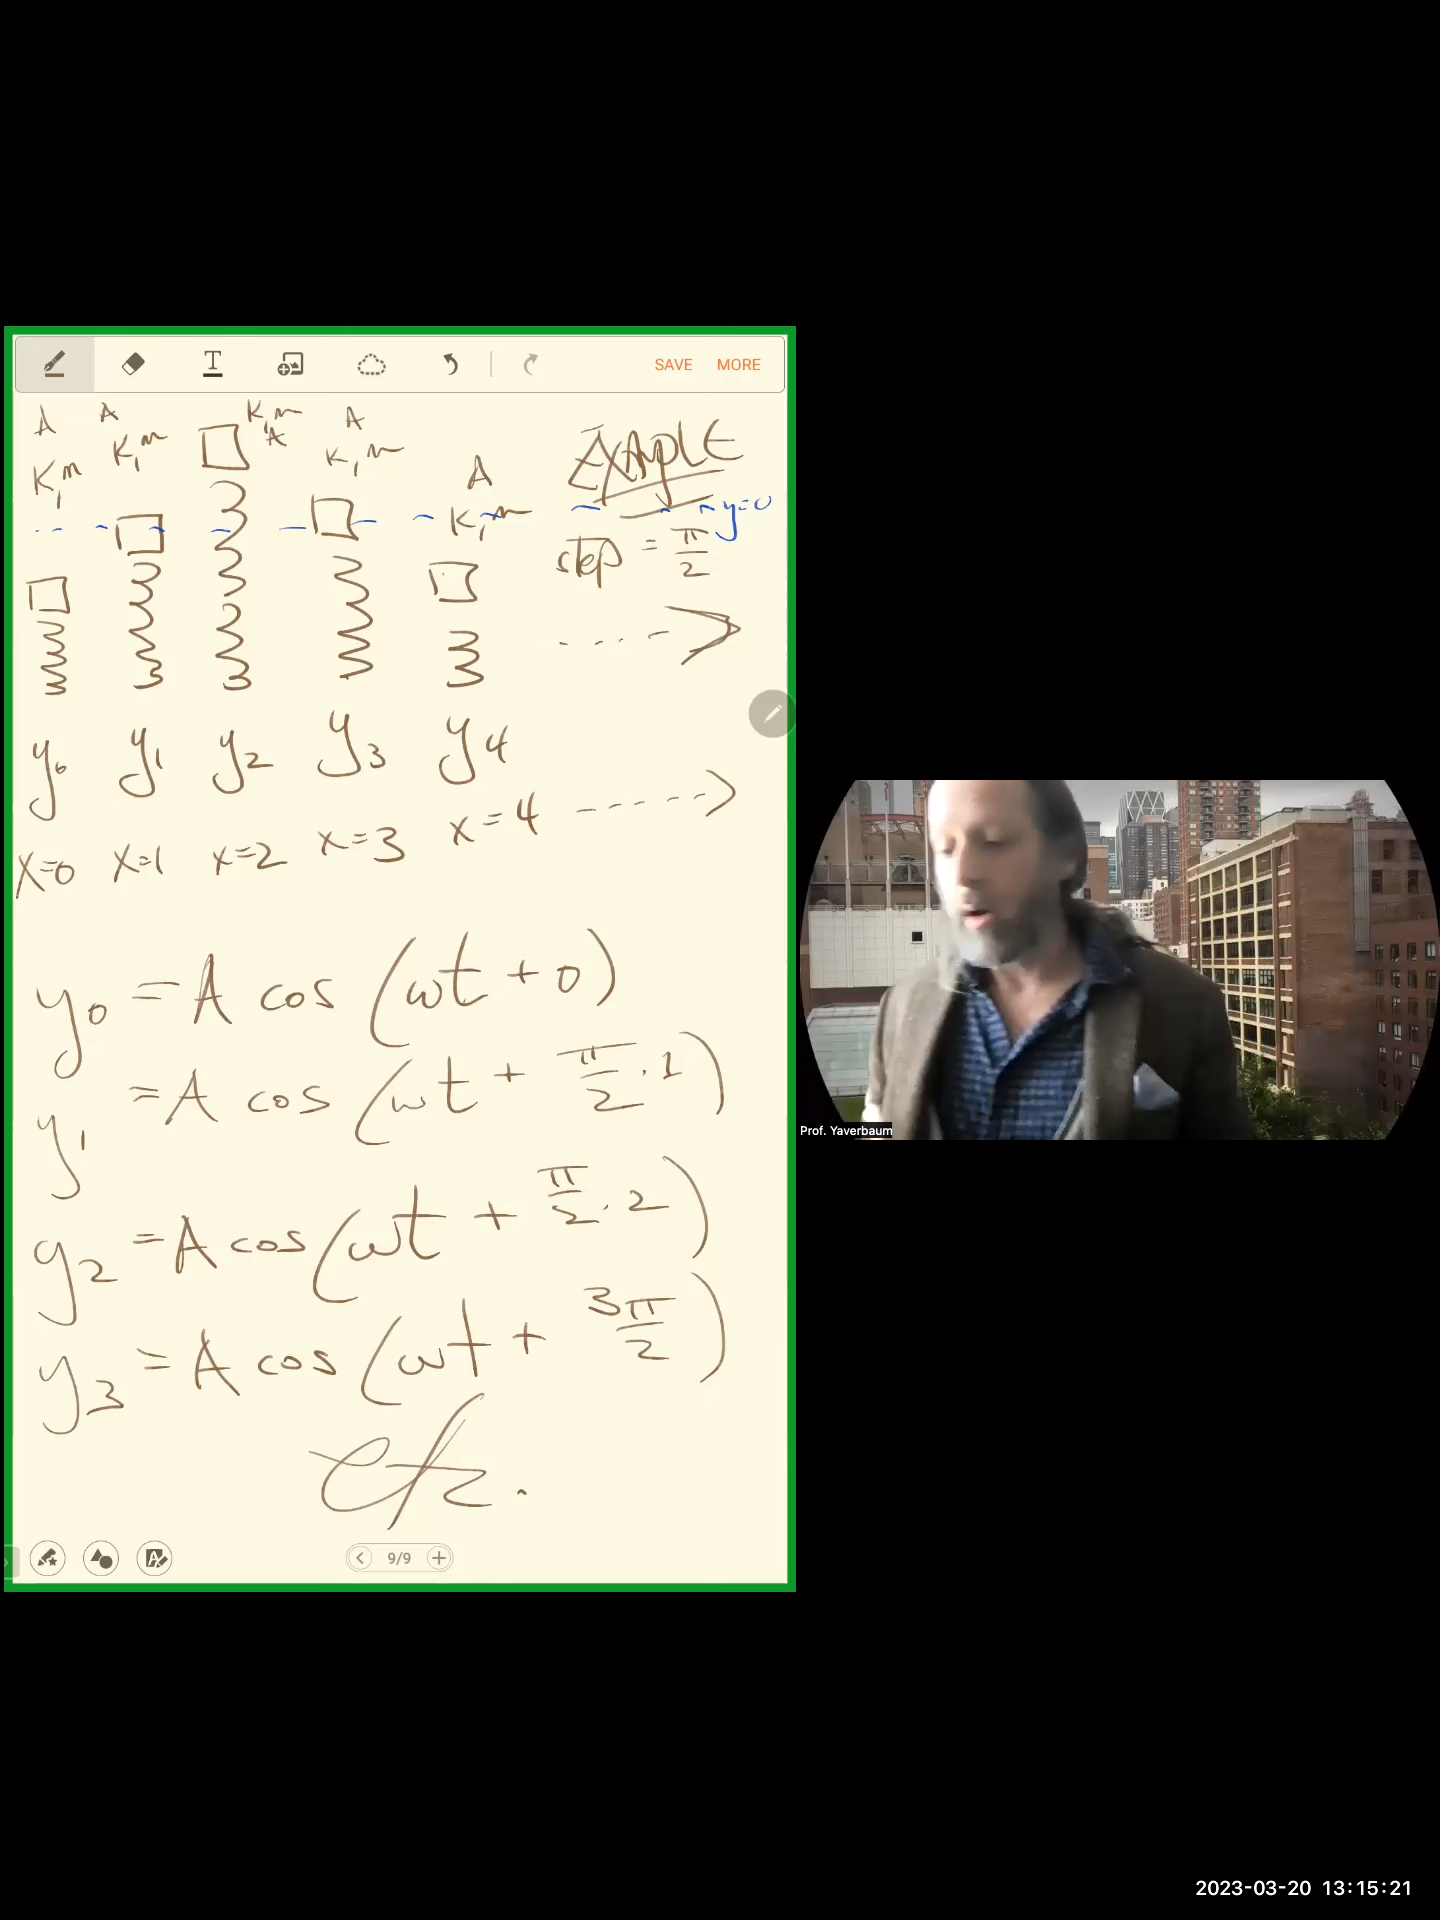 T SAVE MORE
A A K,m A A
K,m K,m A K,m K,m
EXAMPLE
y=0
step = π/2
y0 y1 y2 y3 y4
x=0 x=1 x=2 x=3 x=4
y0 = A cos (ωt + 0)
y1 = A cos (ωt + π/2 · 1)
y2 = A cos (ωt + π/2 · 2)
y3 = A cos (ωt + 3π/2)
etc.
9/9
Prof. Yaverbaum
2023-03-20 13:15:21